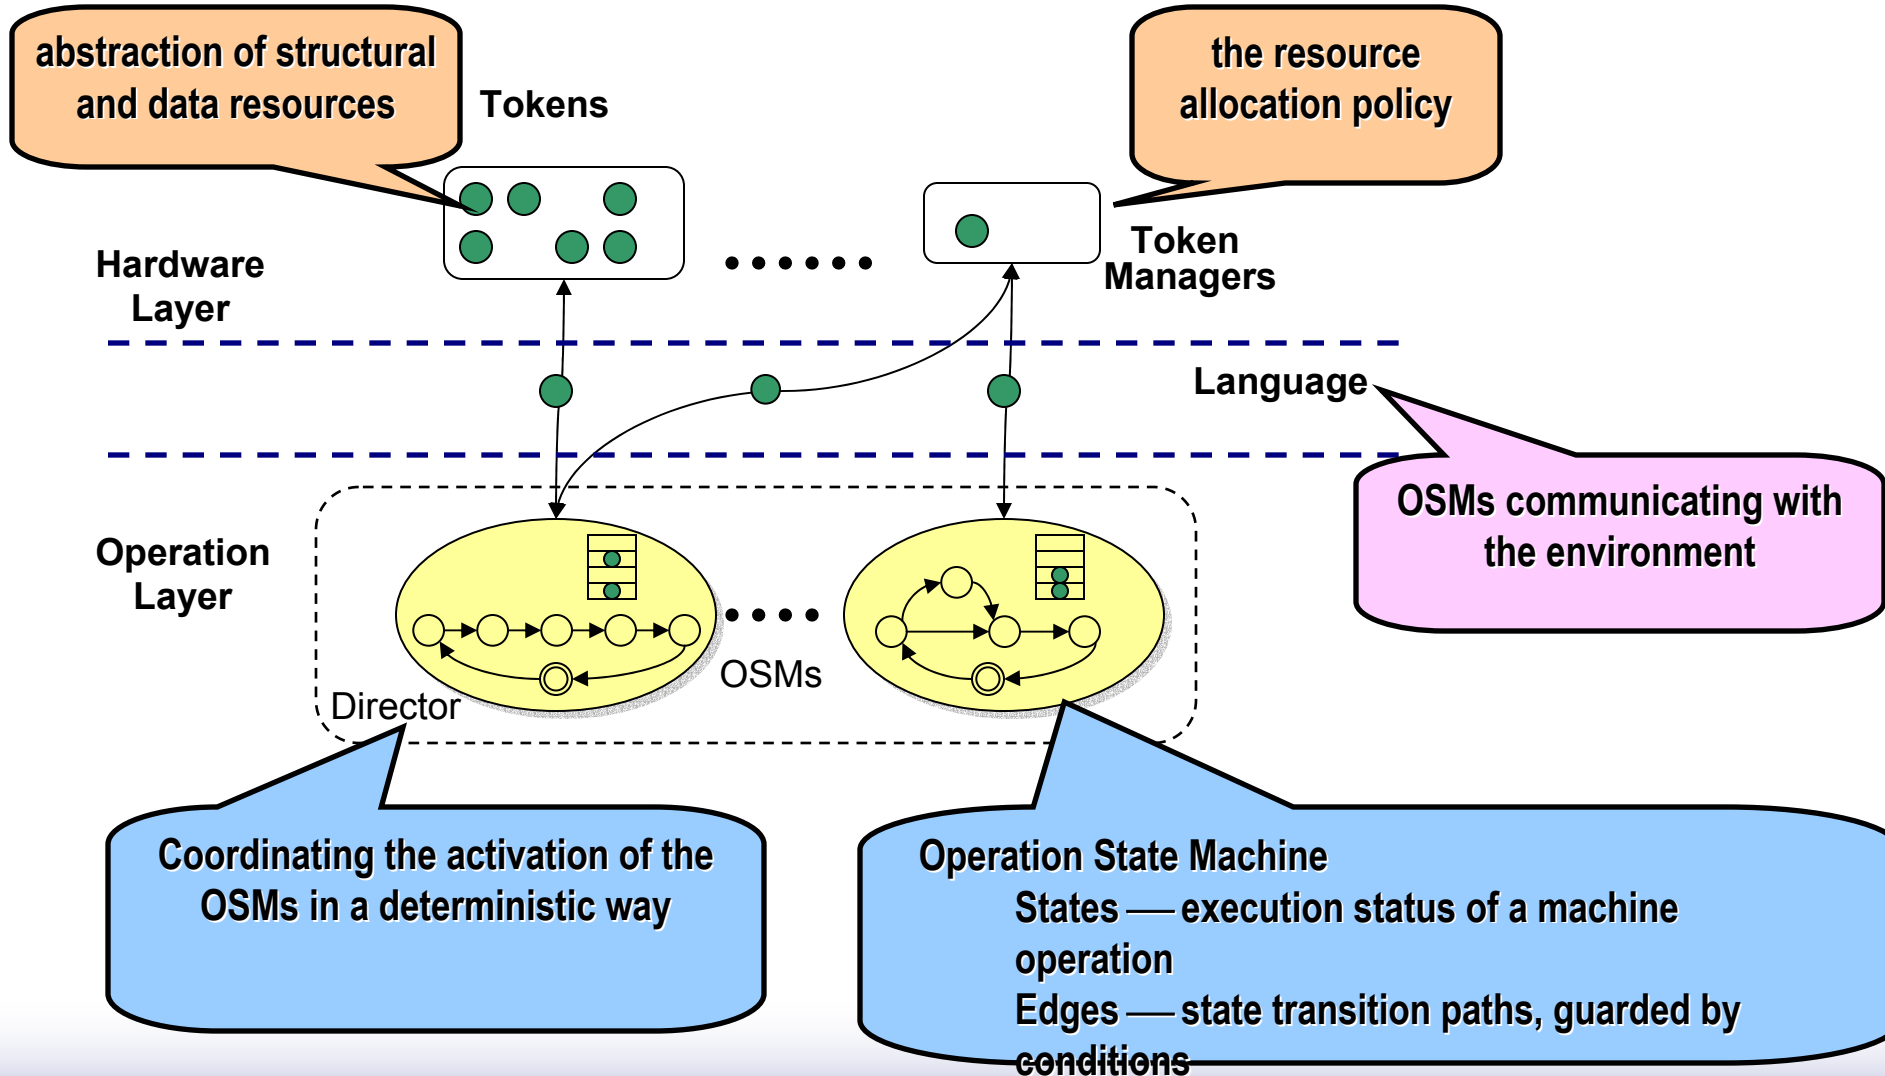 abstraction of structural
and data resources
Tokens
the resource
allocation policy
Hardware
Layer
Token
Managers
Language
OSMs communicating with
the environment
Operation
Layer
OSMs
Director
Coordinating the activation of the
OSMs in a deterministic way
Operation State Machine
States — execution status of a machine
operation
Edges — state transition paths, guarded by
conditions